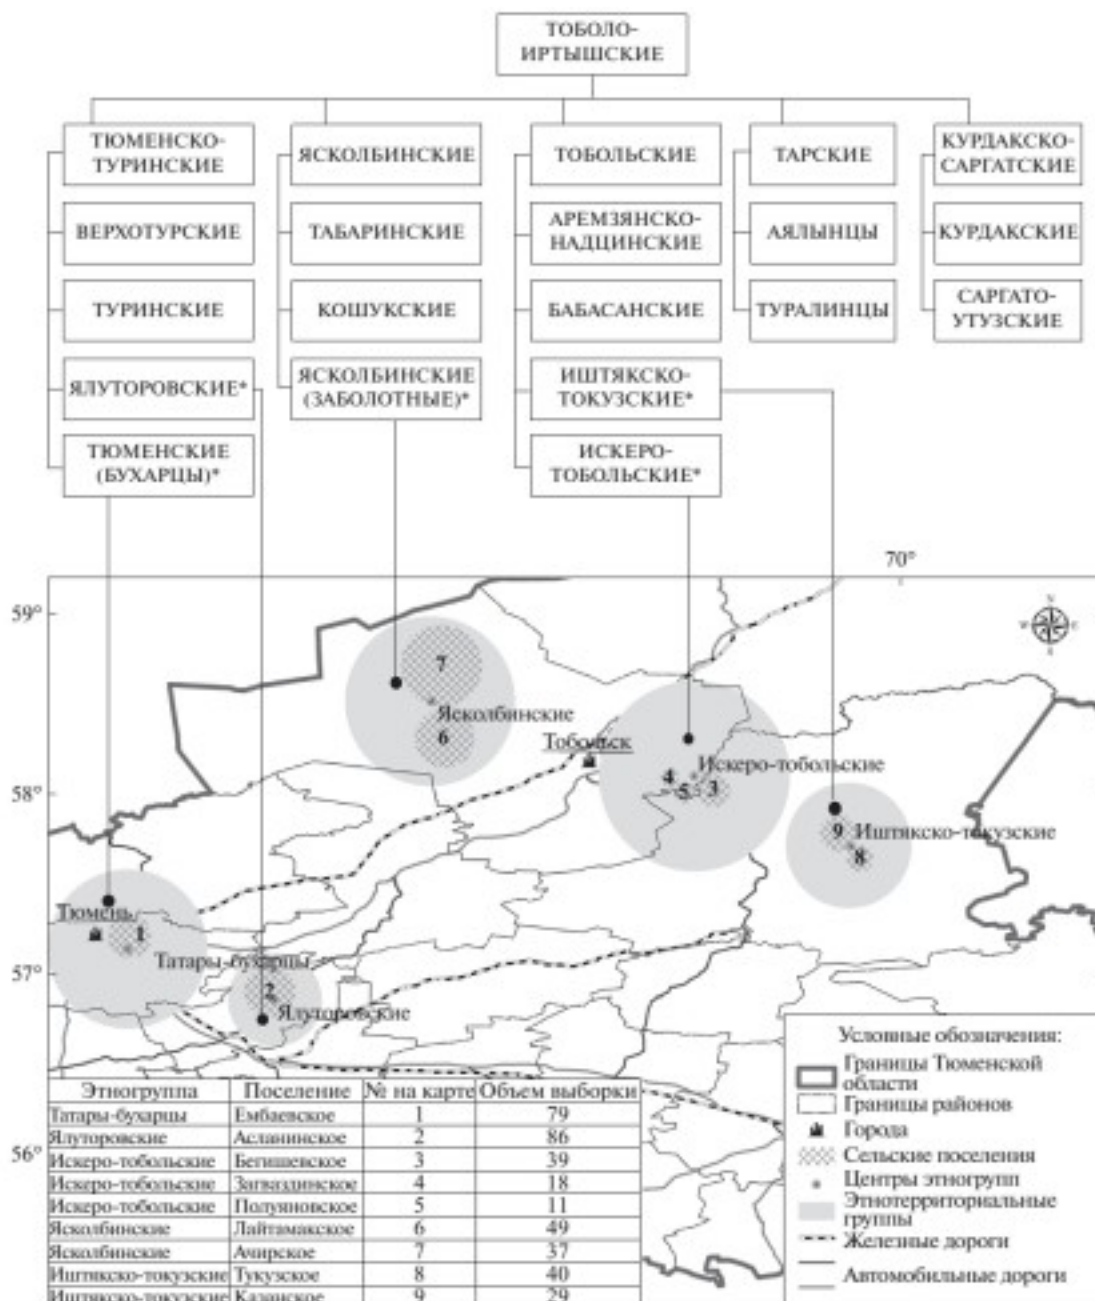 ТОБОЛО-
ИРТЫШСКИЕ
ТЮМЕНСКО-
ТУРИНСКИЕ
ВЕРХОТУРСКИЕ
ТУРИНСКИЕ
ЯЛУТОРОВСКИЕ*
ТЮМЕНСКИЕ
(БУХАРЦЫ)*
ЯСКОЛБИНСКИЕ
ТАБАРИНСКИЕ
КОШУКСКИЕ
ЯСКОЛБИНСКИЕ
(ЗАБОЛОТНЫЕ)*
ТОБОЛЬСКИЕ
АРЕМЗЯНСКО-
НАДЦИНСКИЕ
БАБАСАНСКИЕ
ИШТЯКСКО-
ТОКУЗСКИЕ*
ИСКЕРО-
ТОБОЛЬСКИЕ*
ТАРСКИЕ
АЯЛЫНЦЫ
ТУРАЛИНЦЫ
КУРДАКСКО-
САРГАТСКИЕ
КУРДАКСКИЕ
САРГАТО-
УТУЗСКИЕ
70°
59°
58°
57°
56°
N
W E
S
7
Ясколбинские
6
Тобольск
Искеро-тобольские
4
5
3
9
Иштякско-токузские
8
Тюмень
1
Татары-бухарцы
2
Ялуторовские
Этногруппа Поселение № на карте Объем выборки
Татары-бухарцы Ембаевское 1 79
Ялуторовские Асланинское 2 86
Искеро-тобольские Бегишевское 3 39
Искеро-тобольские Загваздинское 4 18
Искеро-тобольские Полуяновское 5 11
Ясколбинские Лайтамакское 6 49
Ясколбинские Ачирское 7 37
Иштякско-токузские Тукузское 8 40
Иштякско-токузские Казанское 9 29
Условные обозначения:
Границы Тюменской
области
Границы районов
Города
Сельские поселения
Центры этногрупп
Этнотерриториальные
группы
Железные дороги
Автомобильные дороги